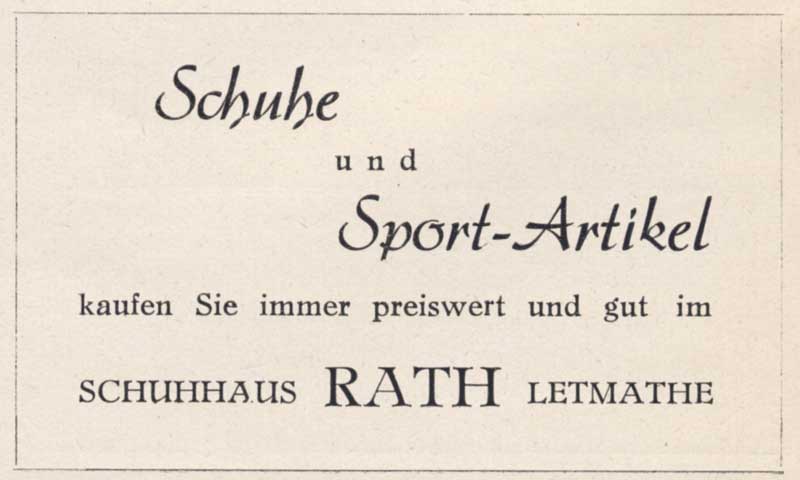 Schuhe
und
Sport-Artikel
kaufen Sie immer preiswert und gut im
SCHUHHAUS RATH LETMATHE